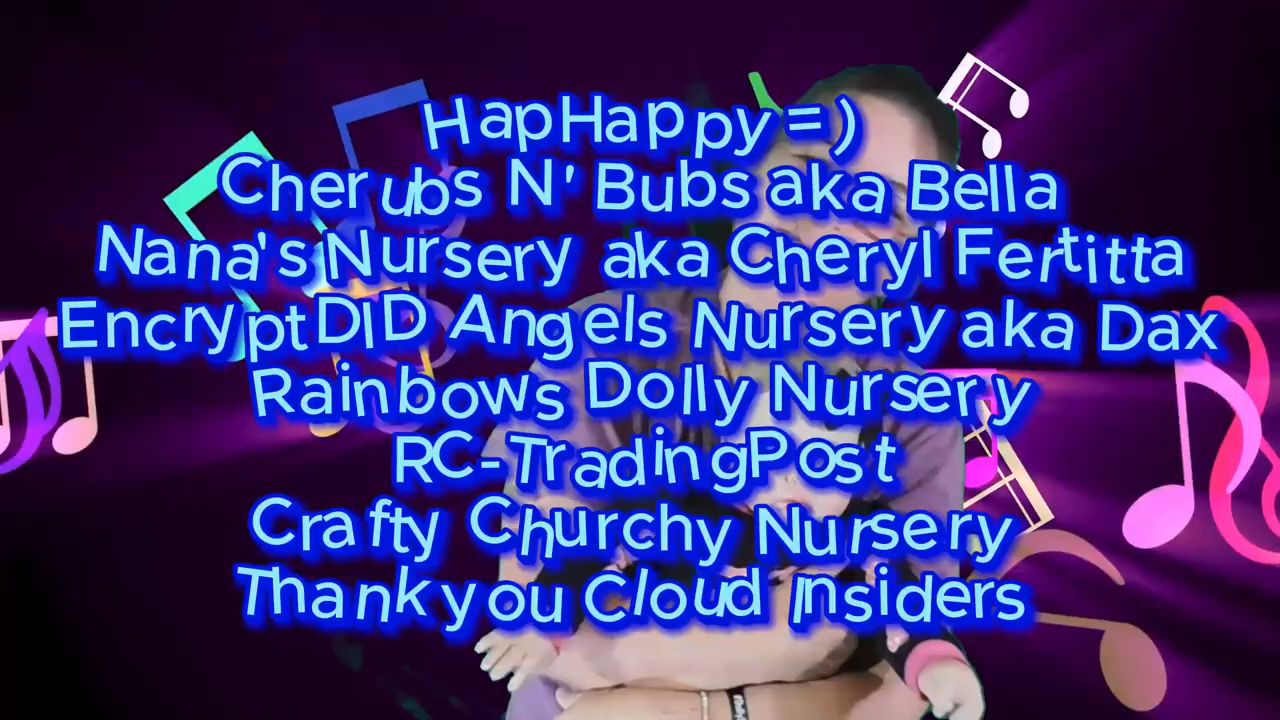 HapHappy =)
Cherubs N' Bubs aka Bella
Nana's Nursery aka Cheryl Fertitta
EncryptDID Angels Nursery aka Dax
Rainbows Dolly Nursery
RC-TradingPost
Crafty Churchy Nursery
Thankyou Cloud Insiders